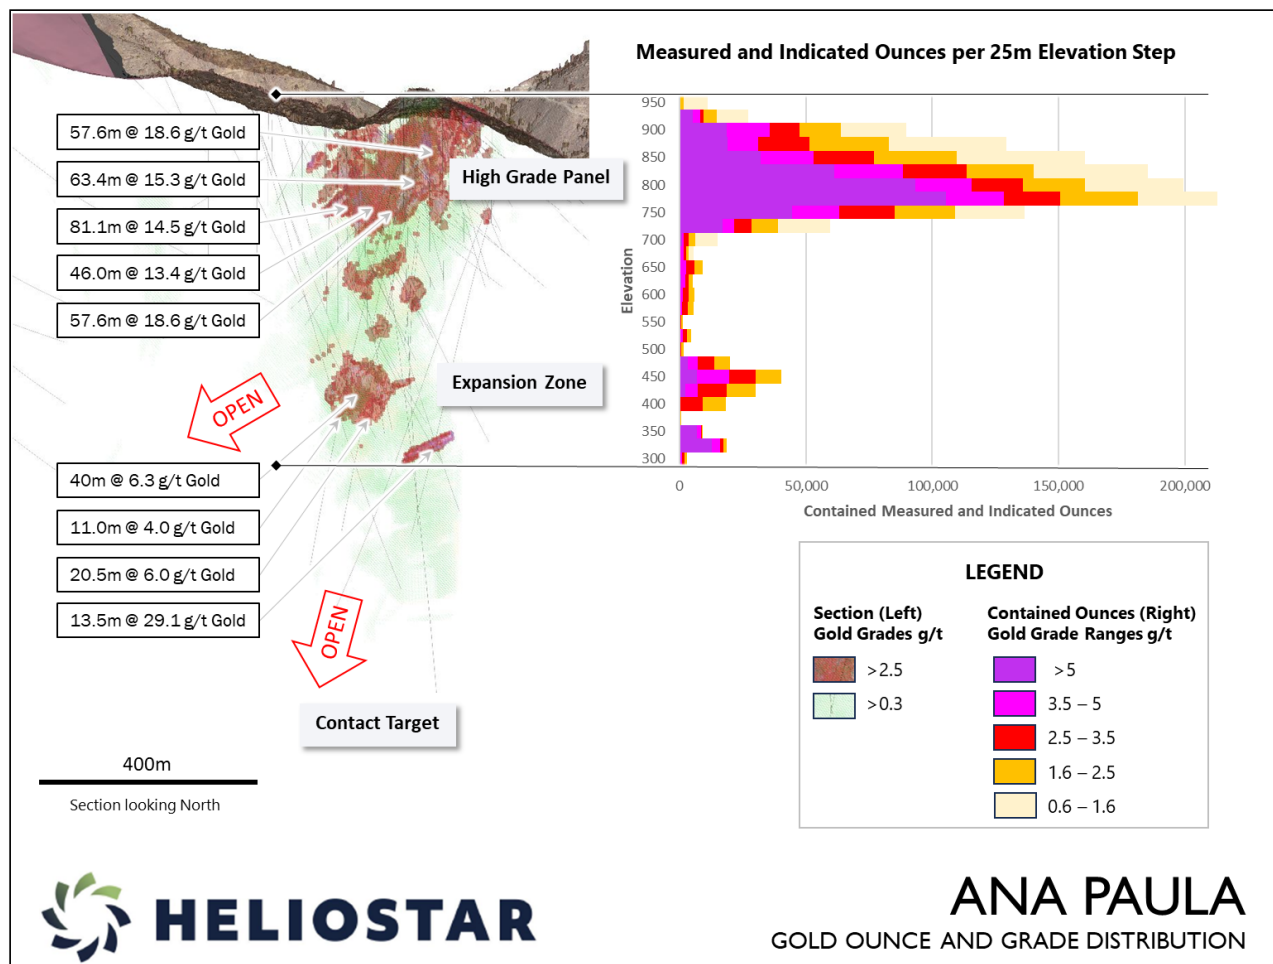 Measured and Indicated Ounces per 25m Elevation Step
57.6m @ 18.6 g/t Gold
63.4m @ 15.3 g/t Gold
81.1m @ 14.5 g/t Gold
46.0m @ 13.4 g/t Gold
57.6m @ 18.6 g/t Gold
High Grade Panel
Expansion Zone
OPEN
40m @ 6.3 g/t Gold
11.0m @ 4.0 g/t Gold
20.5m @ 6.0 g/t Gold
13.5m @ 29.1 g/t Gold
OPEN
Contact Target
400m
Section looking North
Elevation
950
900
850
800
750
700
650
600
550
500
450
400
350
300
0 50,000 100,000 150,000 200,000
Contained Measured and Indicated Ounces
LEGEND
Section (Left)
Gold Grades g/t
>2.5
>0.3
Contained Ounces (Right)
Gold Grade Ranges g/t
>5
3.5 – 5
2.5 – 3.5
1.6 – 2.5
0.6 – 1.6
HELIOSTAR
ANA PAULA
GOLD OUNCE AND GRADE DISTRIBUTION